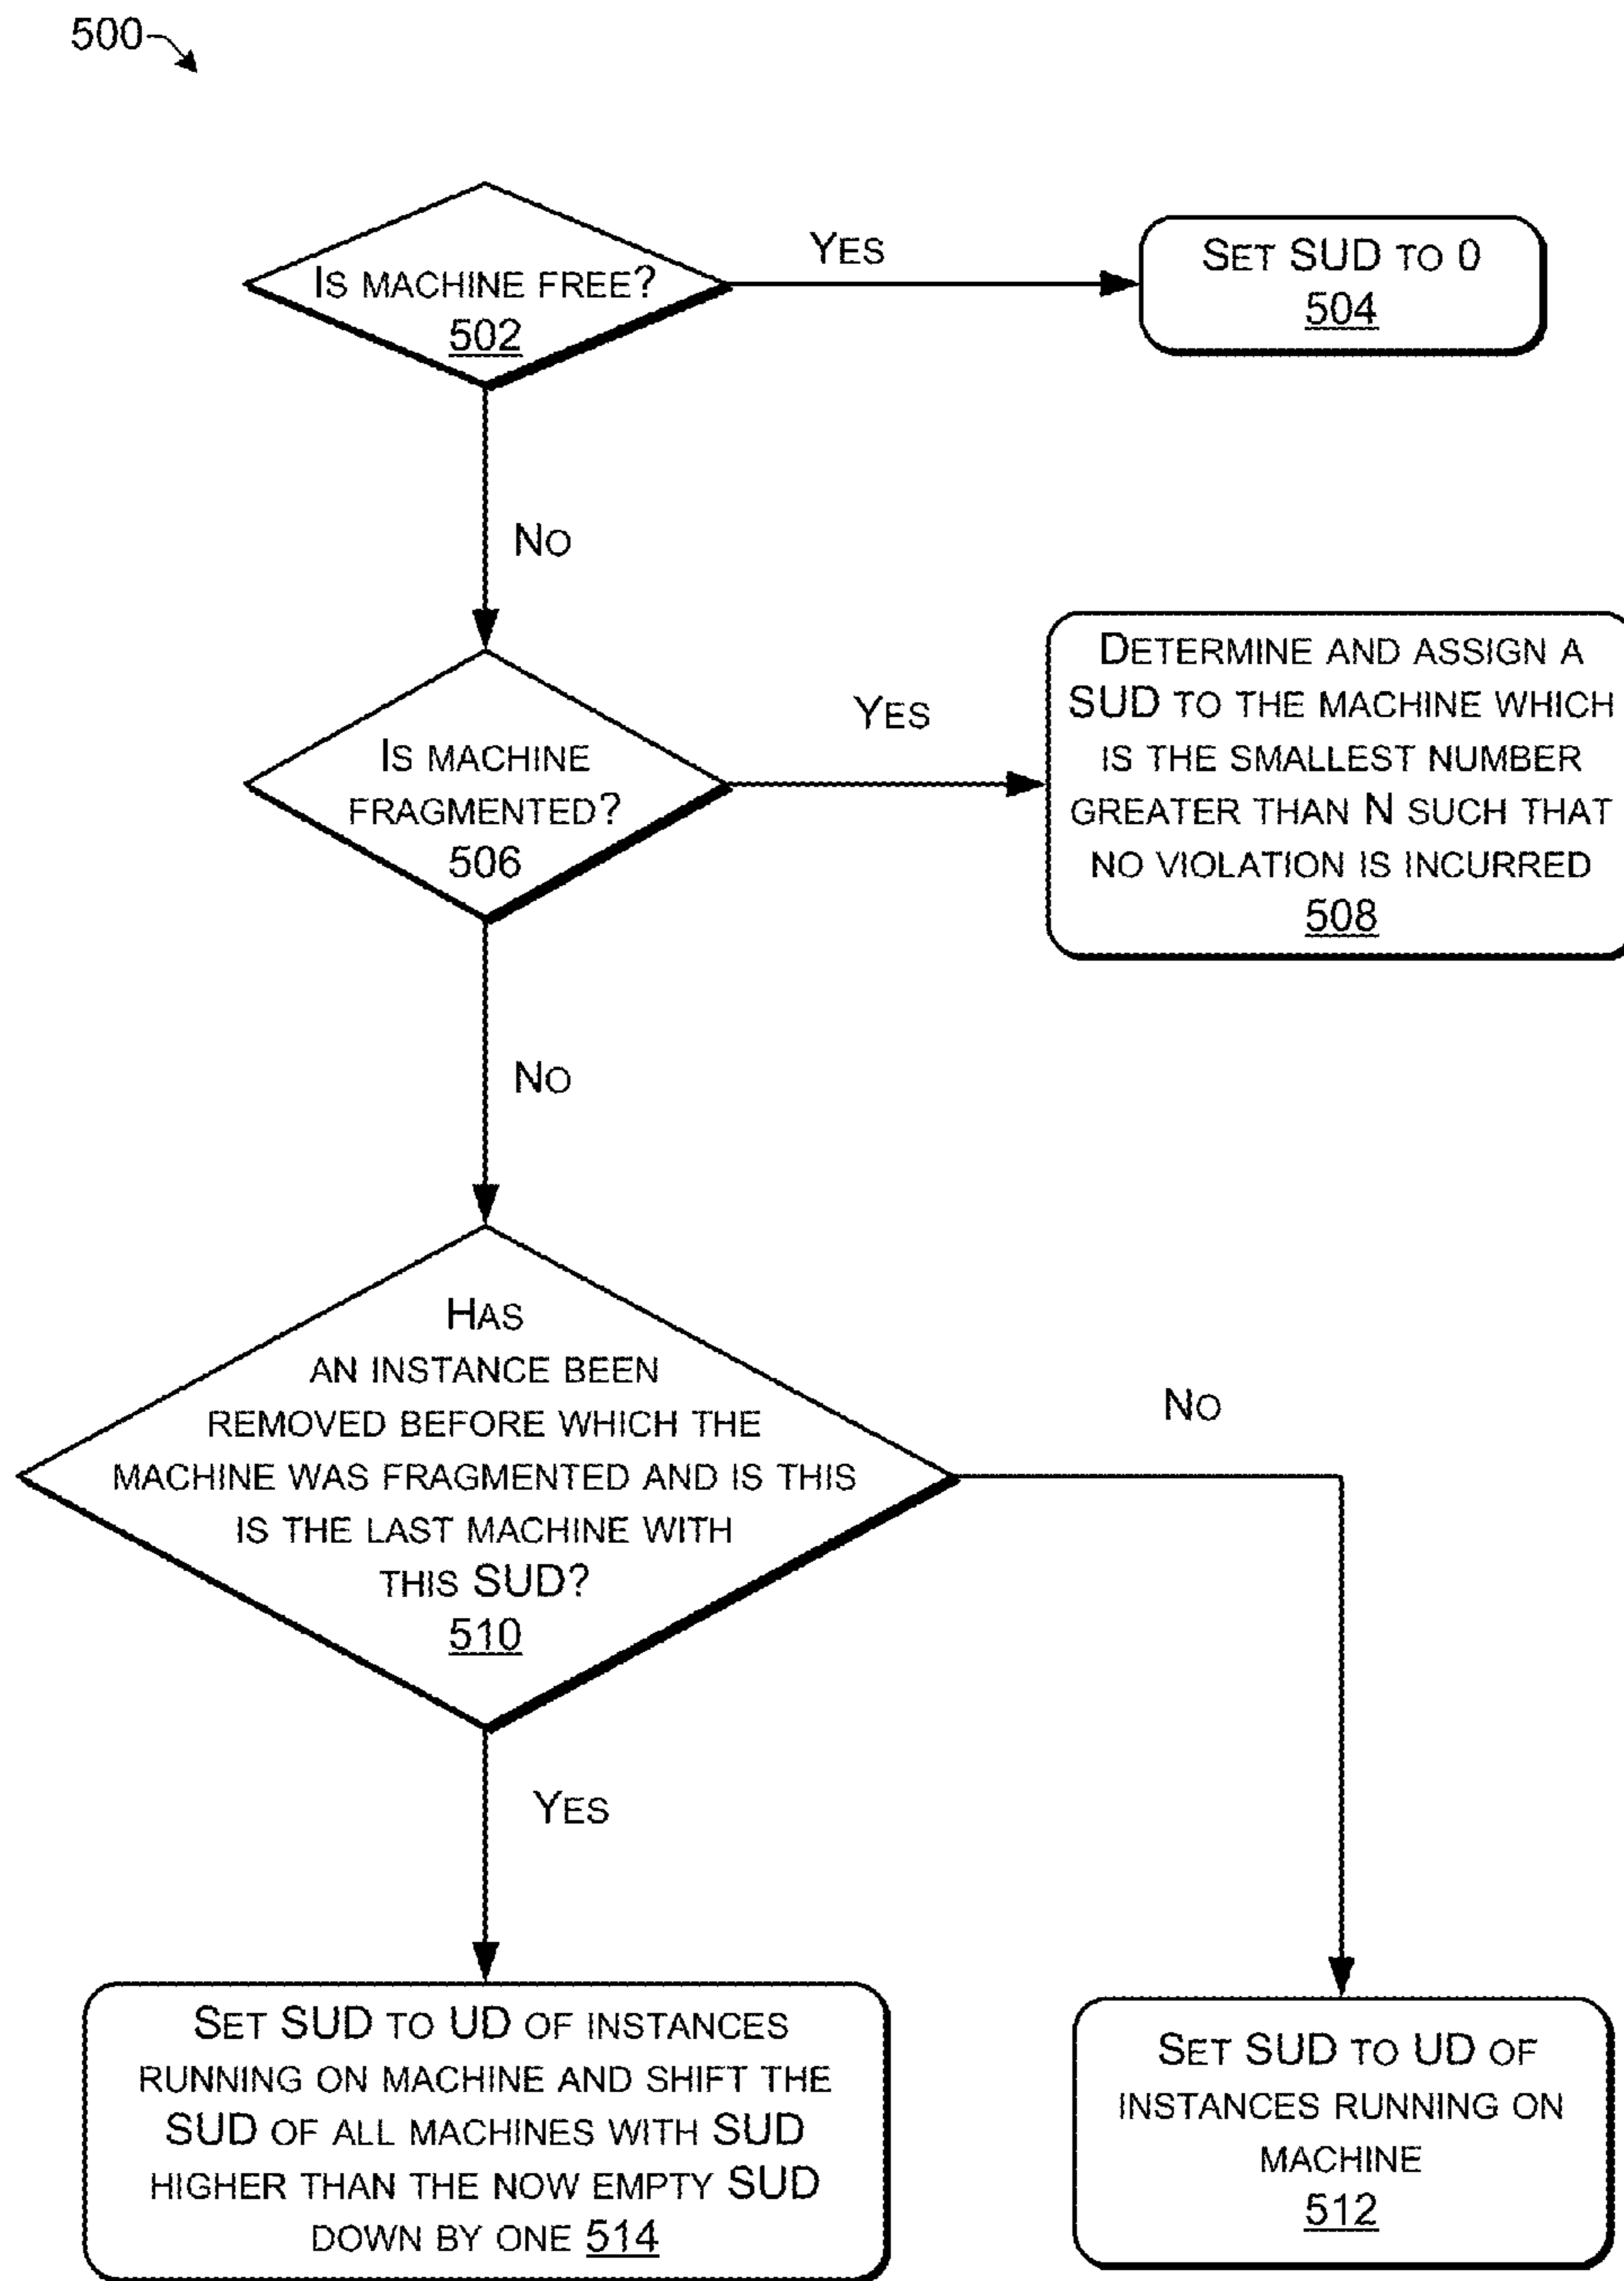 500
IS MACHINE FREE?
502
YES
SET SUD TO 0
504
NO
IS MACHINE
FRAGMENTED?
506
YES
DETERMINE AND ASSIGN A
SUD TO THE MACHINE WHICH
IS THE SMALLEST NUMBER
GREATER THAN N SUCH THAT
NO VIOLATION IS INCURRED
508
NO
HAS
AN INSTANCE BEEN
REMOVED BEFORE WHICH THE
MACHINE WAS FRAGMENTED AND IS THIS
IS THE LAST MACHINE WITH
THIS SUD?
510
NO
YES
SET SUD TO UD OF INSTANCES
RUNNING ON MACHINE AND SHIFT THE
SUD OF ALL MACHINES WITH SUD
HIGHER THAN THE NOW EMPTY SUD
DOWN BY ONE 514
SET SUD TO UD OF
INSTANCES RUNNING ON
MACHINE
512